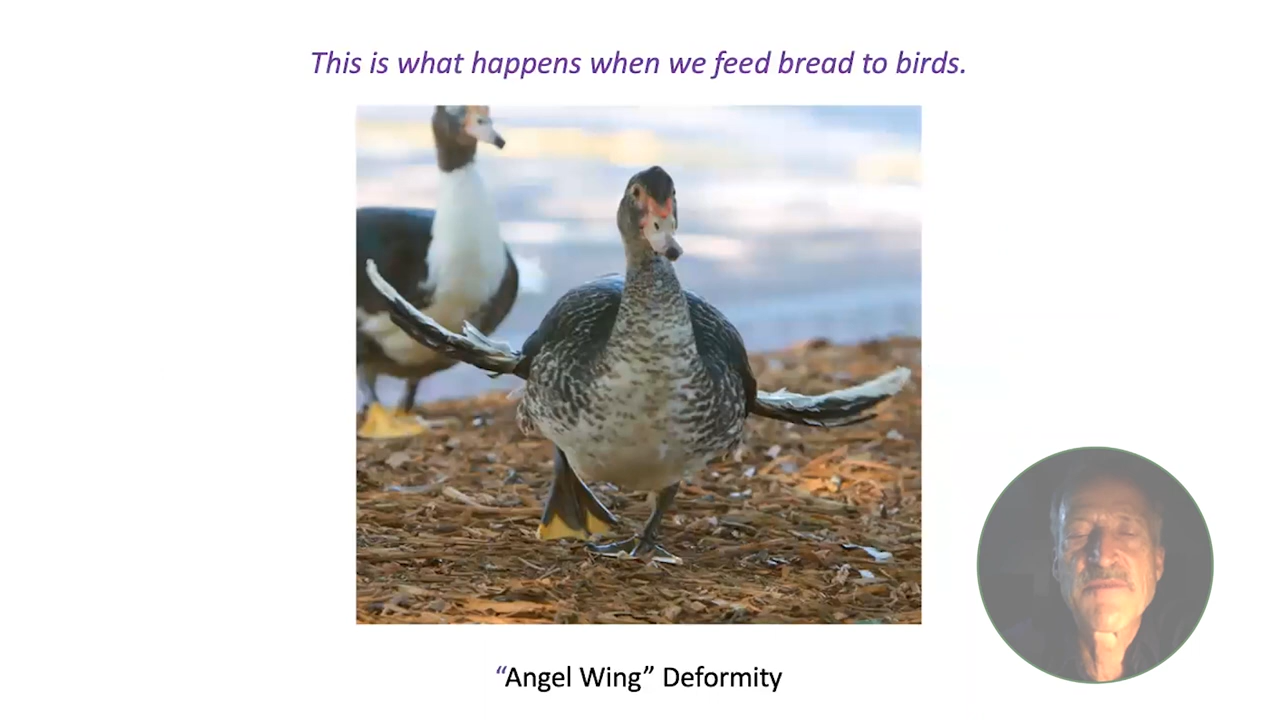 This is what happens when we feed bread to birds.
“Angel Wing” Deformity